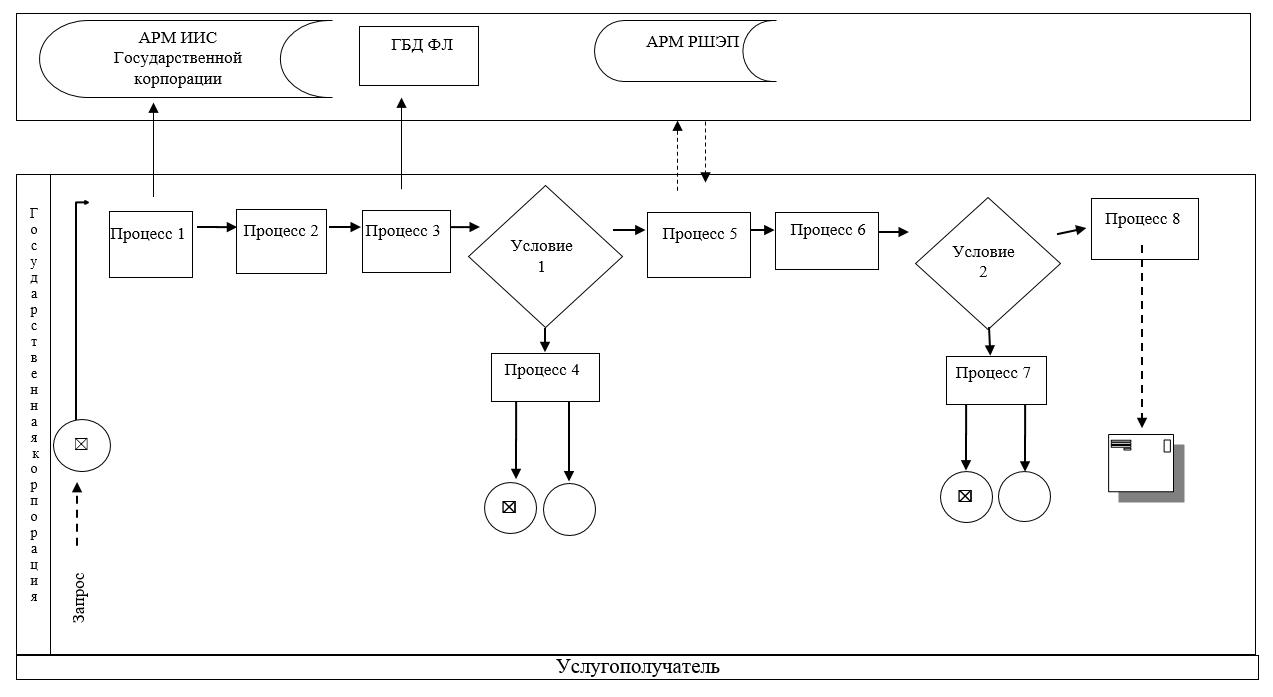 АРМ ИИС
Государственной
корпорации
ГБД ФЛ
АРМ РШЭП
Государственная корпорация
Процесс 1
Процесс 2
Процесс 3
Условие
1
Процесс 5
Процесс 6
Условие
2
Процесс 8
Процесс 4
Процесс 7
Запрос
Услугополучатель